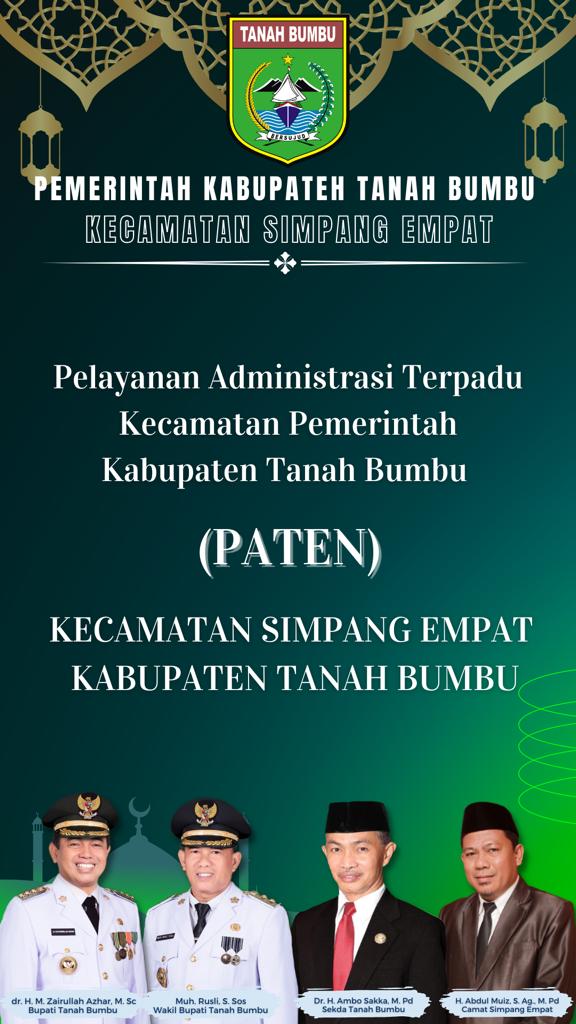 TANAH BUMBU
BERSUJUD
PEMERINTAH KABUPATEH TANAH BUMBU
KECAMATAN SIMPANG EMPAT
Pelayanan Administrasi Terpadu
Kecamatan Pemerintah
Kabupaten Tanah Bumbu
(PATEN)
KECAMATAN SIMPANG EMPAT
KABUPATEN TANAH BUMBU
dr. H. M. Zairullah Azhar, M. Sc
Bupati Tanah Bumbu
Muh. Rusli, S. Sos
Wakil Bupati Tanah Bumbu
Dr. H. Ambo Sakka, M. Pd
Sekda Tanah Bumbu
H. Abdul Muiz, S. Ag., M. Pd
Camat Simpang Empat